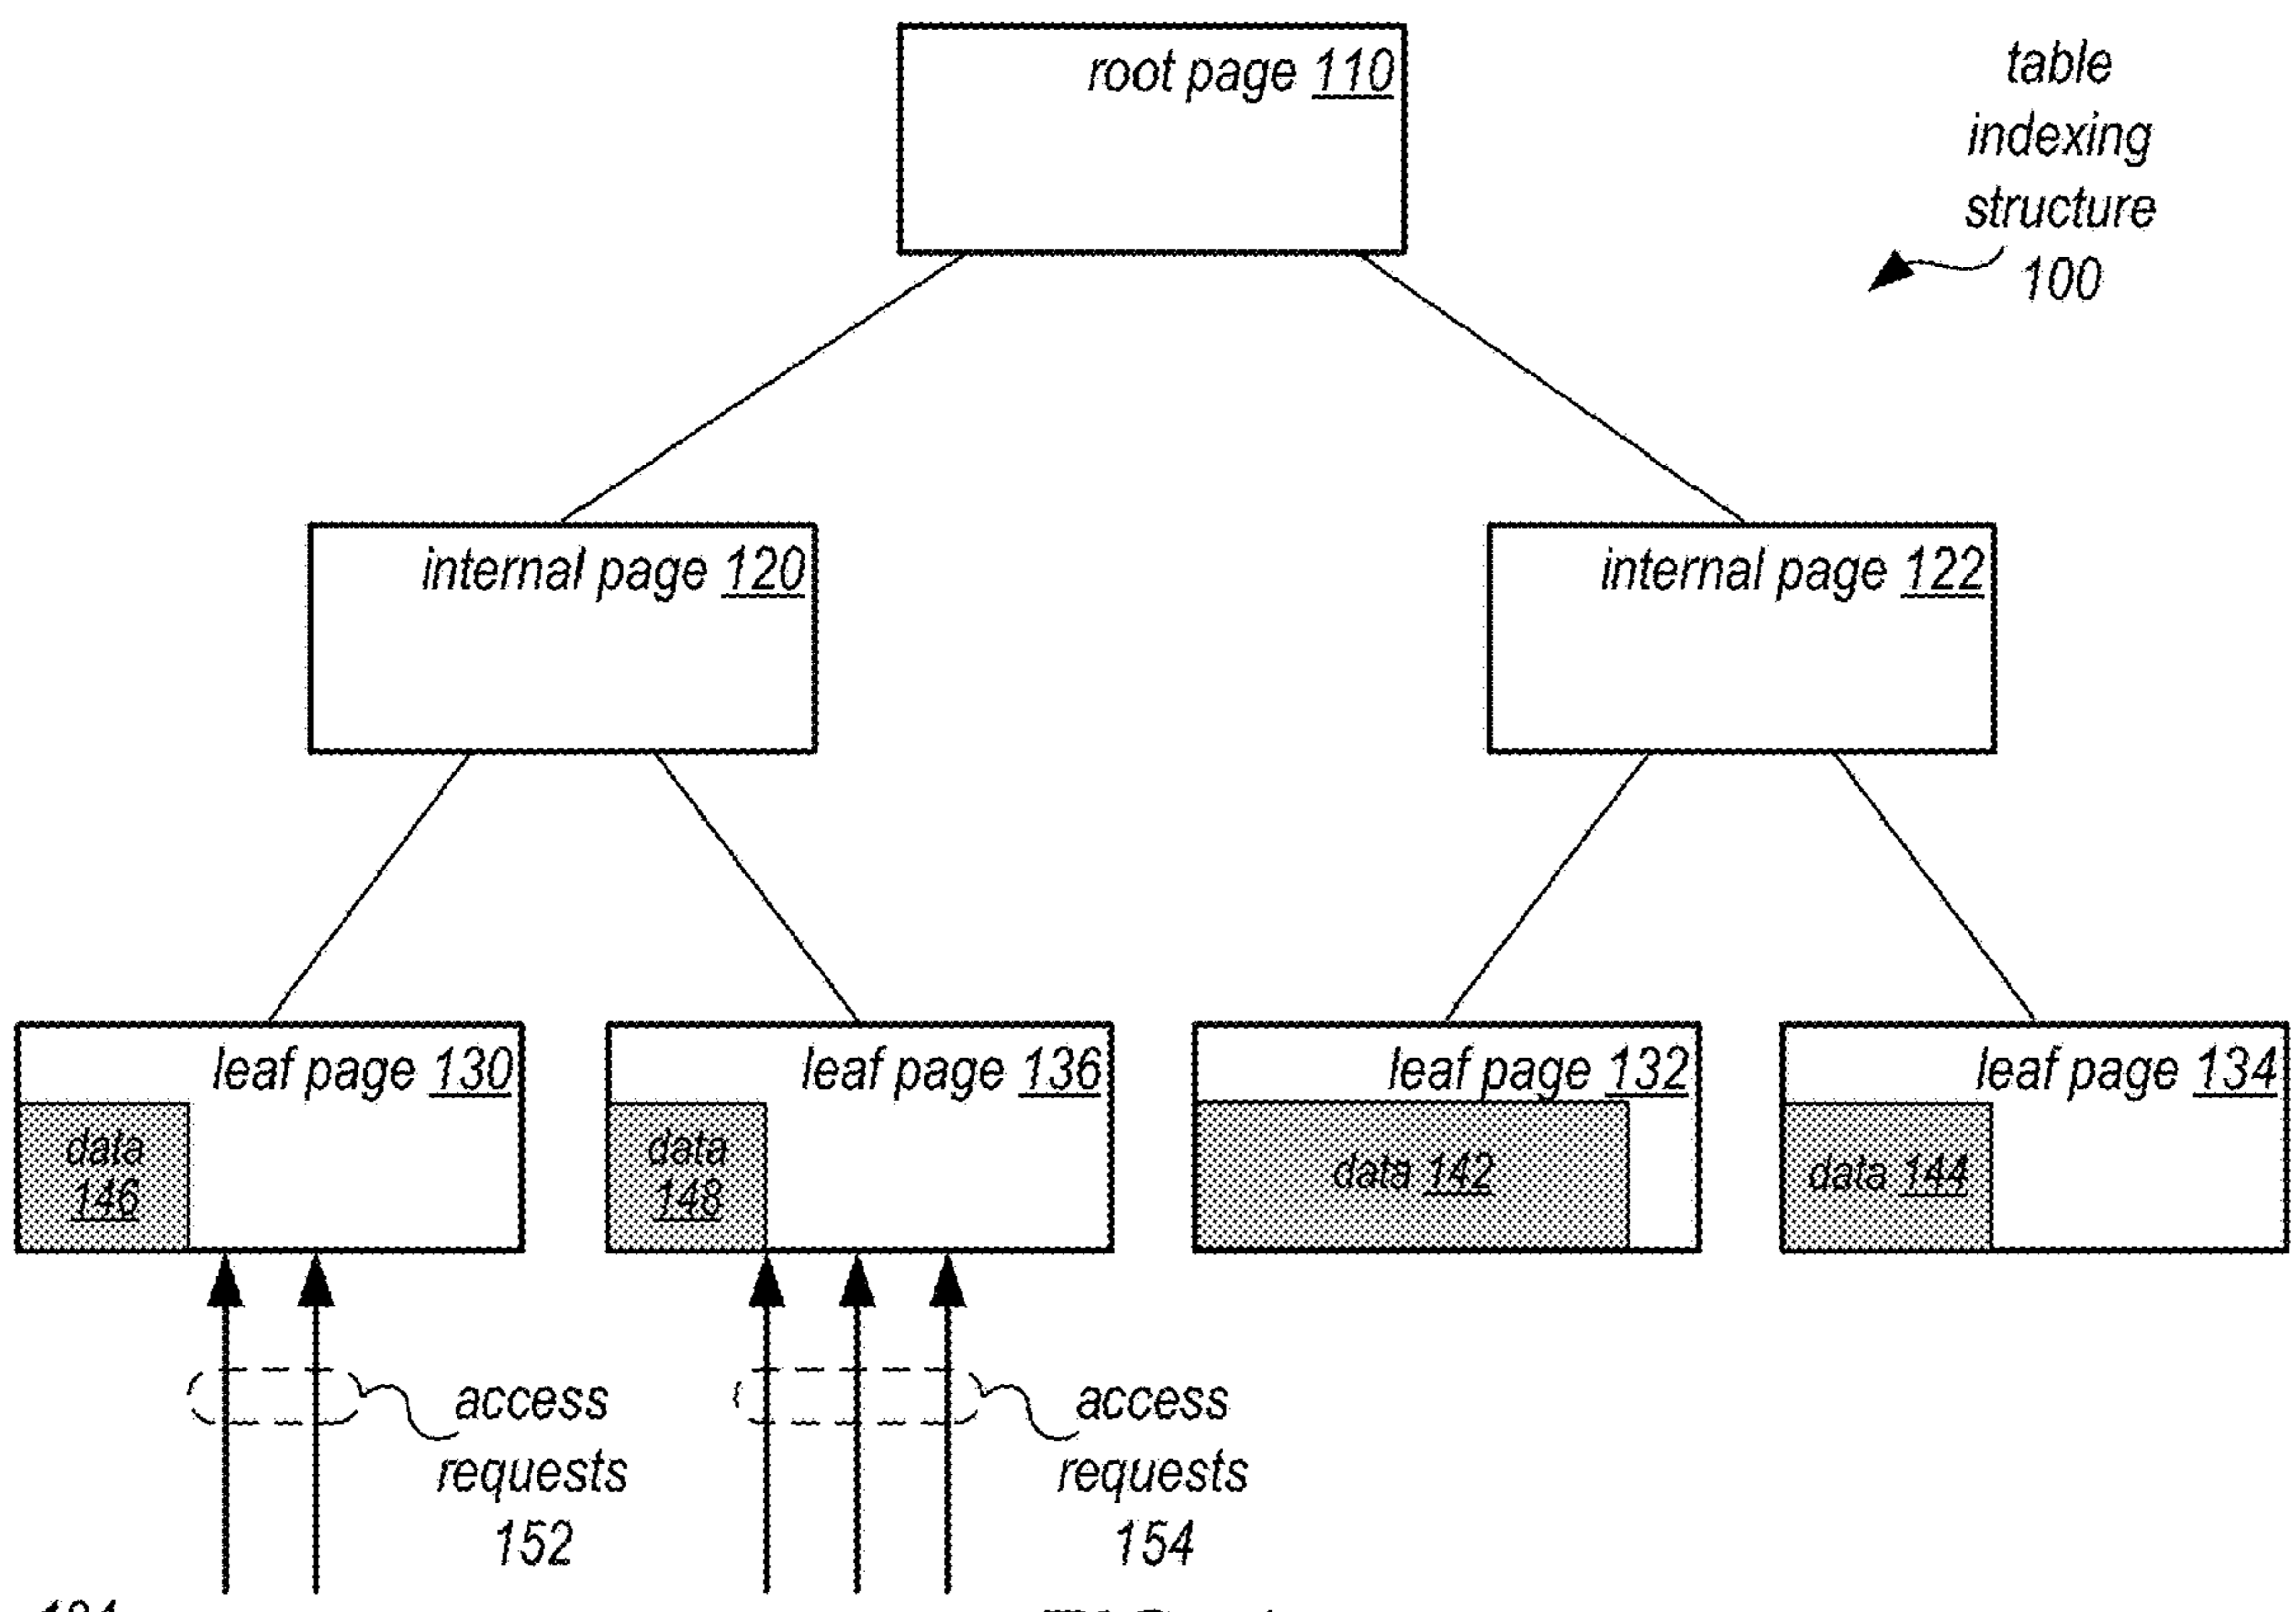 root page 110
table
indexing
structure
100
internal page 120
internal page 122
leaf page 130
leaf page 136
leaf page 132
leaf page 134
data
146
data
148
data 142
data 144
access
requests
152
access
requests
154